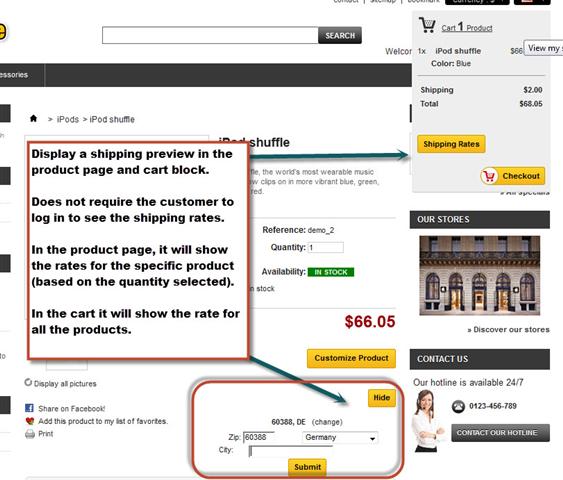 contact | sitemap | bookmark Currency : $
SEARCH
Cart 1 Product
Welcor
1x iPod shuffle $66
View my s
Color: Blue
Shipping $2.00
Total $68.05
Shipping Rates
Checkout
essories
> iPods > iPod shuffle
iPod shuffle
Display a shipping preview in the
product page and cart block.
Does not require the customer to
log in to see the shipping rates.
In the product page, it will show
the rates for the specific product
(based on the quantity selected).
In the cart it will show the rate for
all the products.
fle, the world's most wearable music
w clips on in more vibrant blue, green,
red.
Reference: demo_2
Quantity: 1
Availability: IN STOCK
n stock
$66.05
Customize Product
» All specials
OUR STORES
» Discover our stores
CONTACT US
Our hotline is available 24/7
0123-456-789
CONTACT OUR HOTLINE
to
Display all pictures
Share on Facebook!
Add this product to my list of favorites.
Print
Hide
60388, DE (change)
Zip: 60388 Germany
City:
Submit